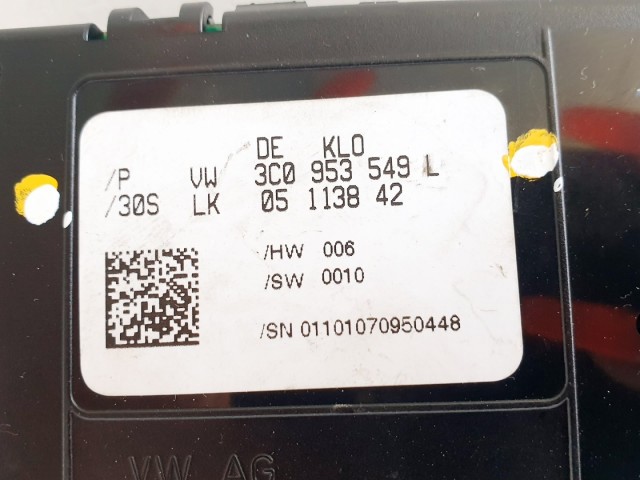 DE KLO
/P VW 3C0 953 549 L
/30S LK 05 1138 42
/HW 006
/SW 0010
/SN 01101070950448
VW AG